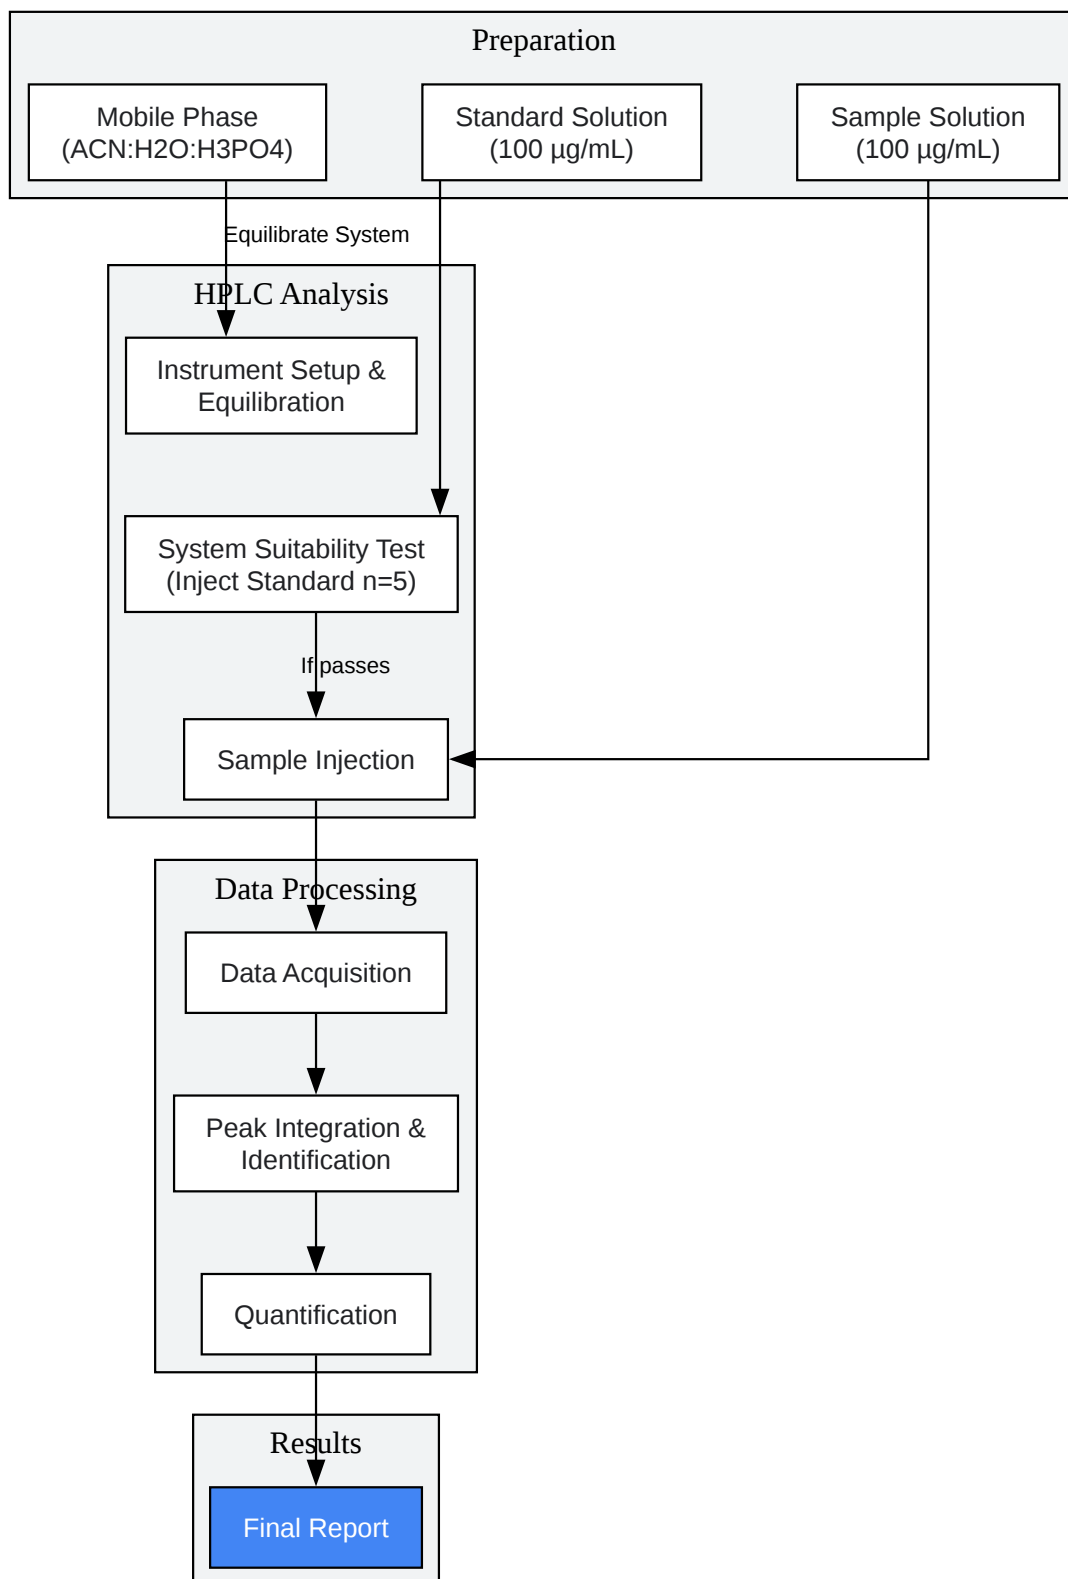 Preparation
Mobile Phase
(ACN:H2O:H3PO4)
Standard Solution
(100 µg/mL)
Sample Solution
(100 µg/mL)
Equilibrate System
HPLC Analysis
Instrument Setup &
Equilibration
System Suitability Test
(Inject Standard n=5)
If passes
Sample Injection
Data Processing
Data Acquisition
Peak Integration &
Identification
Quantification
Results
Final Report